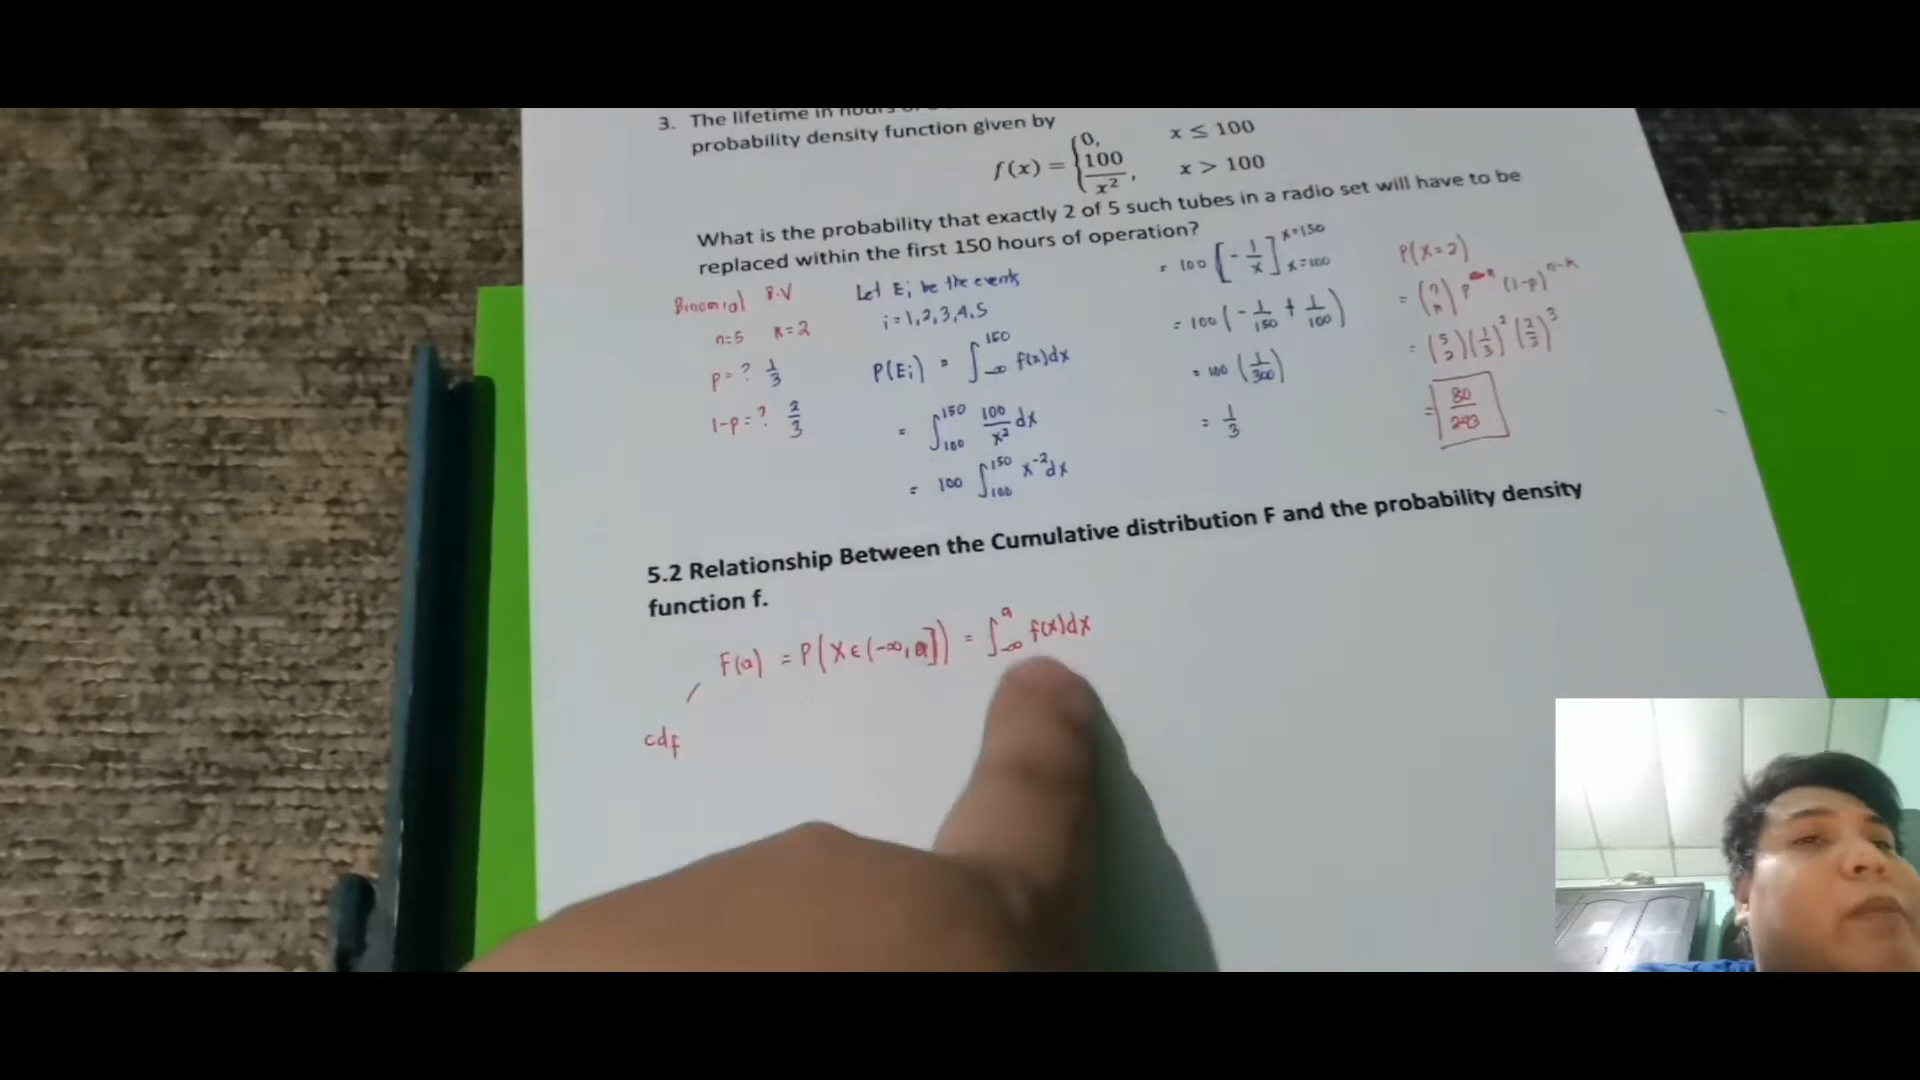 3. The lifetime in hours of
probability density function given by
f(x) = { 0, x ≤ 100
100/x², x > 100
What is the probability that exactly 2 of 5 such tubes in a radio set will have to be
replaced within the first 150 hours of operation?
Binomial R.V
n=5 k=2
p=? 1/3
1-p=? 2/3
Let Ei be the events
i=1,2,3,4,5
P(Ei) = ∫_{-∞}^{150} f(x)dx
= ∫_{100}^{150} 100/x² dx
= 100 ∫_{100}^{150} x⁻² dx
= 100 [-1/x]_{x=100}^{x=150}
= 100 (-1/150 + 1/100)
= 100 (1/300)
= 1/3
P(X=2)
= (n k) p (1-p)^{n-k}
= (5 2) (1/3)² (2/3)³
= 80/243
5.2 Relationship Between the Cumulative distribution F and the probability density
function f.
F(a) = P(X∈(-∞,a]) = ∫_{-∞}^{a} f(x)dx
cdf